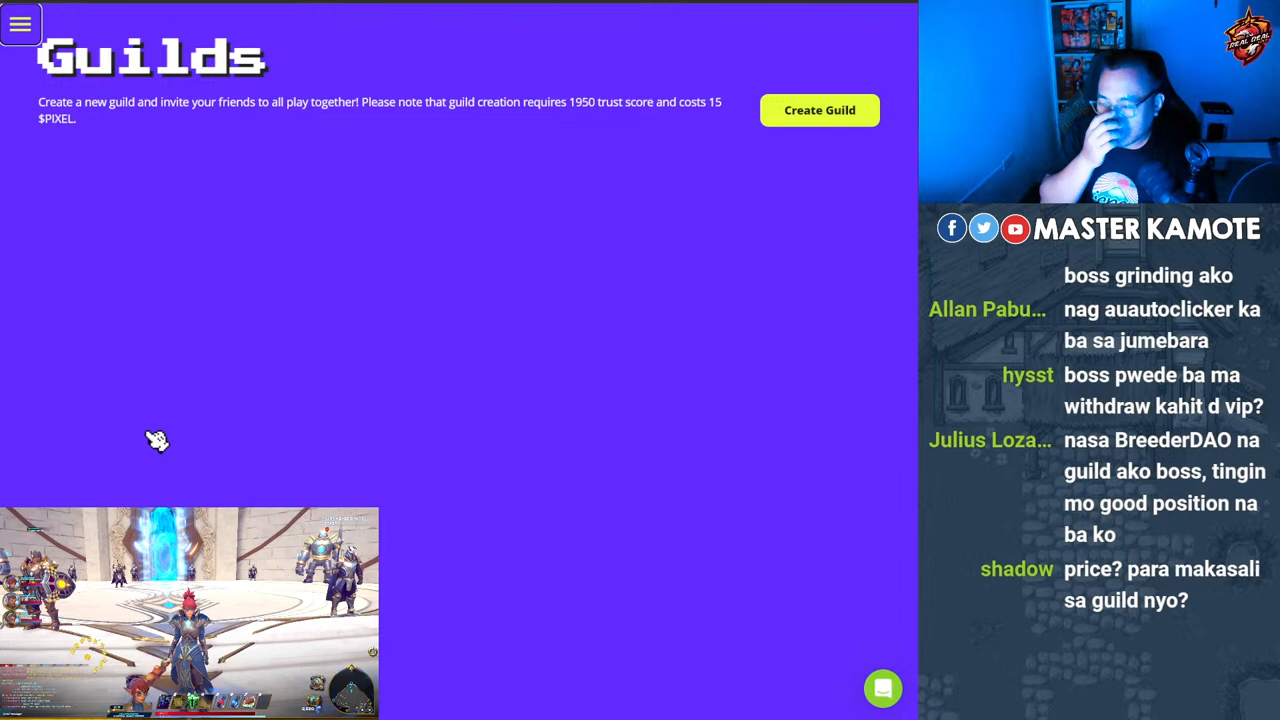 Guilds
Create a new guild and invite your friends to all play together! Please note that guild creation requires 1950 trust score and costs 15
$PIXEL.
Create Guild
REAL DEAL
MASTER KAMOTE
boss grinding ako
Allan Pabu... nag auautoclicker ka
ba sa jumebara
hysst boss pwede ba ma
withdraw kahit d vip?
Julius Loza... nasa BreederDAO na
guild ako boss, tingin
mo good position na
ba ko
shadow price? para makasali
sa guild nyo?